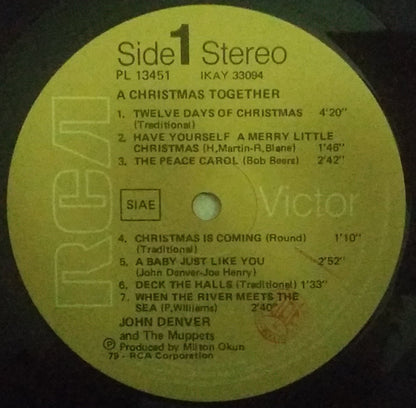 Side 1 Stereo
PL 13451 IKAY 33094
A CHRISTMAS TOGETHER
1. TWELVE DAYS OF CHRISTMAS 4'20"
(Traditional)
2. HAVE YOURSELF A MERRY LITTLE
CHRISTMAS (H,Martin-R,Blane) 1'46"
3. THE PEACE CAROL (Bob Beers) 2'42"
RCA
SIAE
Victor
4. CHRISTMAS IS COMING (Round) 1'10"
(Traditional)
5. A BABY JUST LIKE YOU 2'52"
(John Denver-Joe Henry)
6. DECK THE HALLS (Traditional) 1'33"
7. WHEN THE RIVER MEETS THE
SEA (P,Williams) 2'40"
JOHN DENVER
and The Muppets
Ⓟ Produced by Milton Okun
79 - RCA Corporation